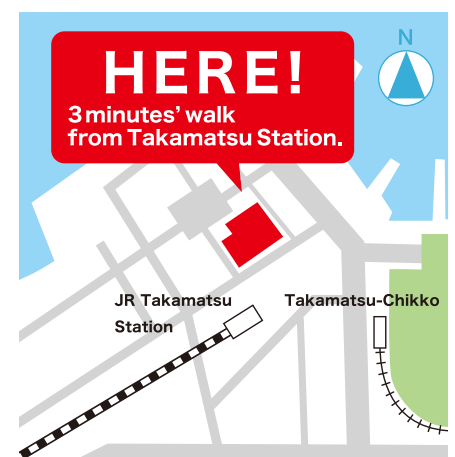 N
HERE!
3 minutes' walk
from Takamatsu Station.
JR Takamatsu
Station
Takamatsu-Chikko